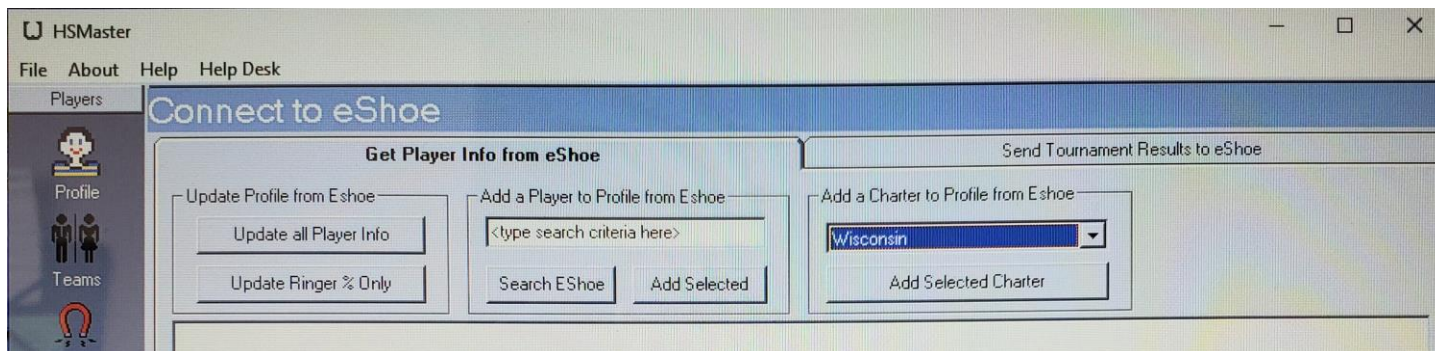 HSMaster
File About Help Help Desk
Players
Connect to eShoe
Get Player Info from eShoe
Send Tournament Results to eShoe
Profile
Update Profile from Eshoe
Add a Player to Profile from Eshoe
Add a Charter to Profile from Eshoe
Update all Player Info
<type search criteria here>
Wisconsin
Teams
Update Ringer % Only
Search EShoe
Add Selected
Add Selected Charter